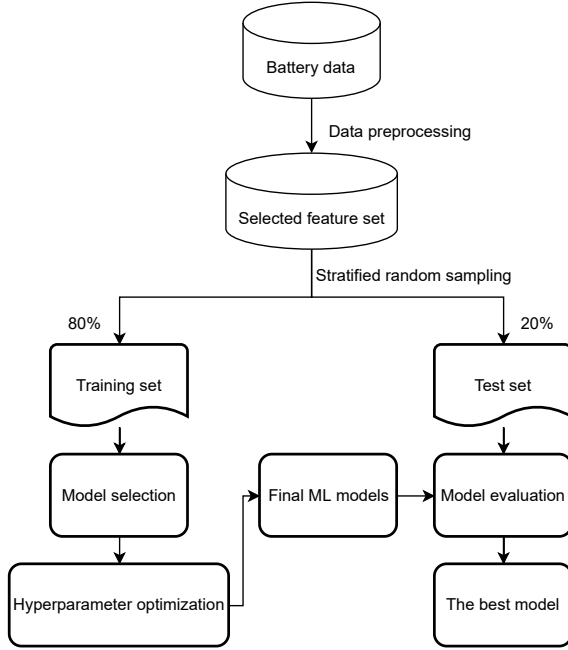 Battery data
Data preprocessing
Selected feature set
Stratified random sampling
80%
20%
Training set
Test set
Model selection
Final ML models
Model evaluation
Hyperparameter optimization
The best model